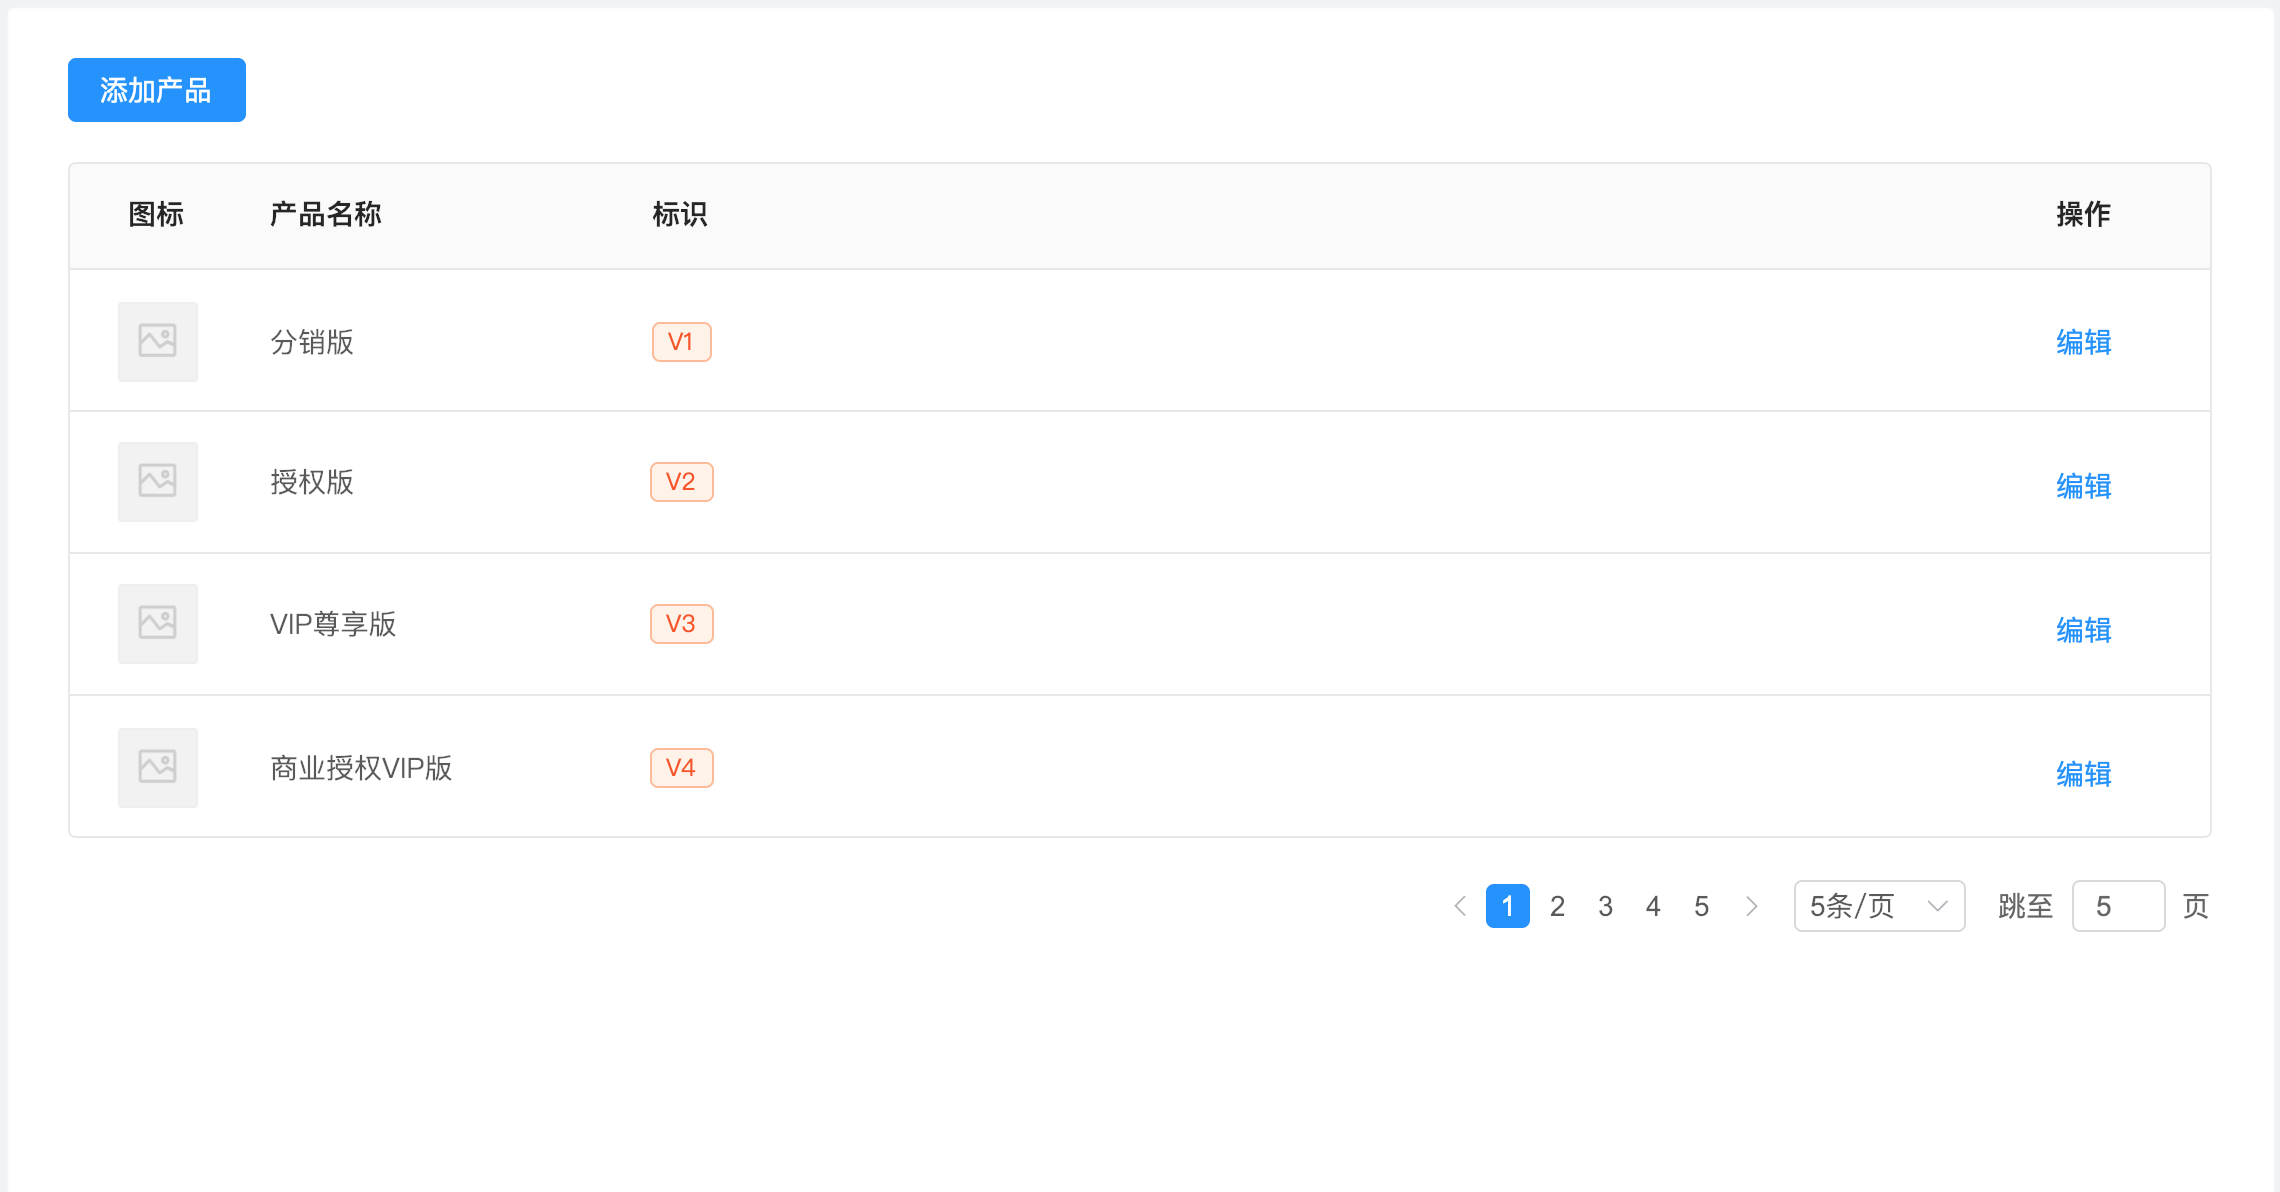 添加产品
图标 产品名称 标识 操作
分销版 V1 编辑
授权版 V2 编辑
VIP尊享版 V3 编辑
商业授权VIP版 V4 编辑
1 2 3 4 5 5条/页 跳至 5 页